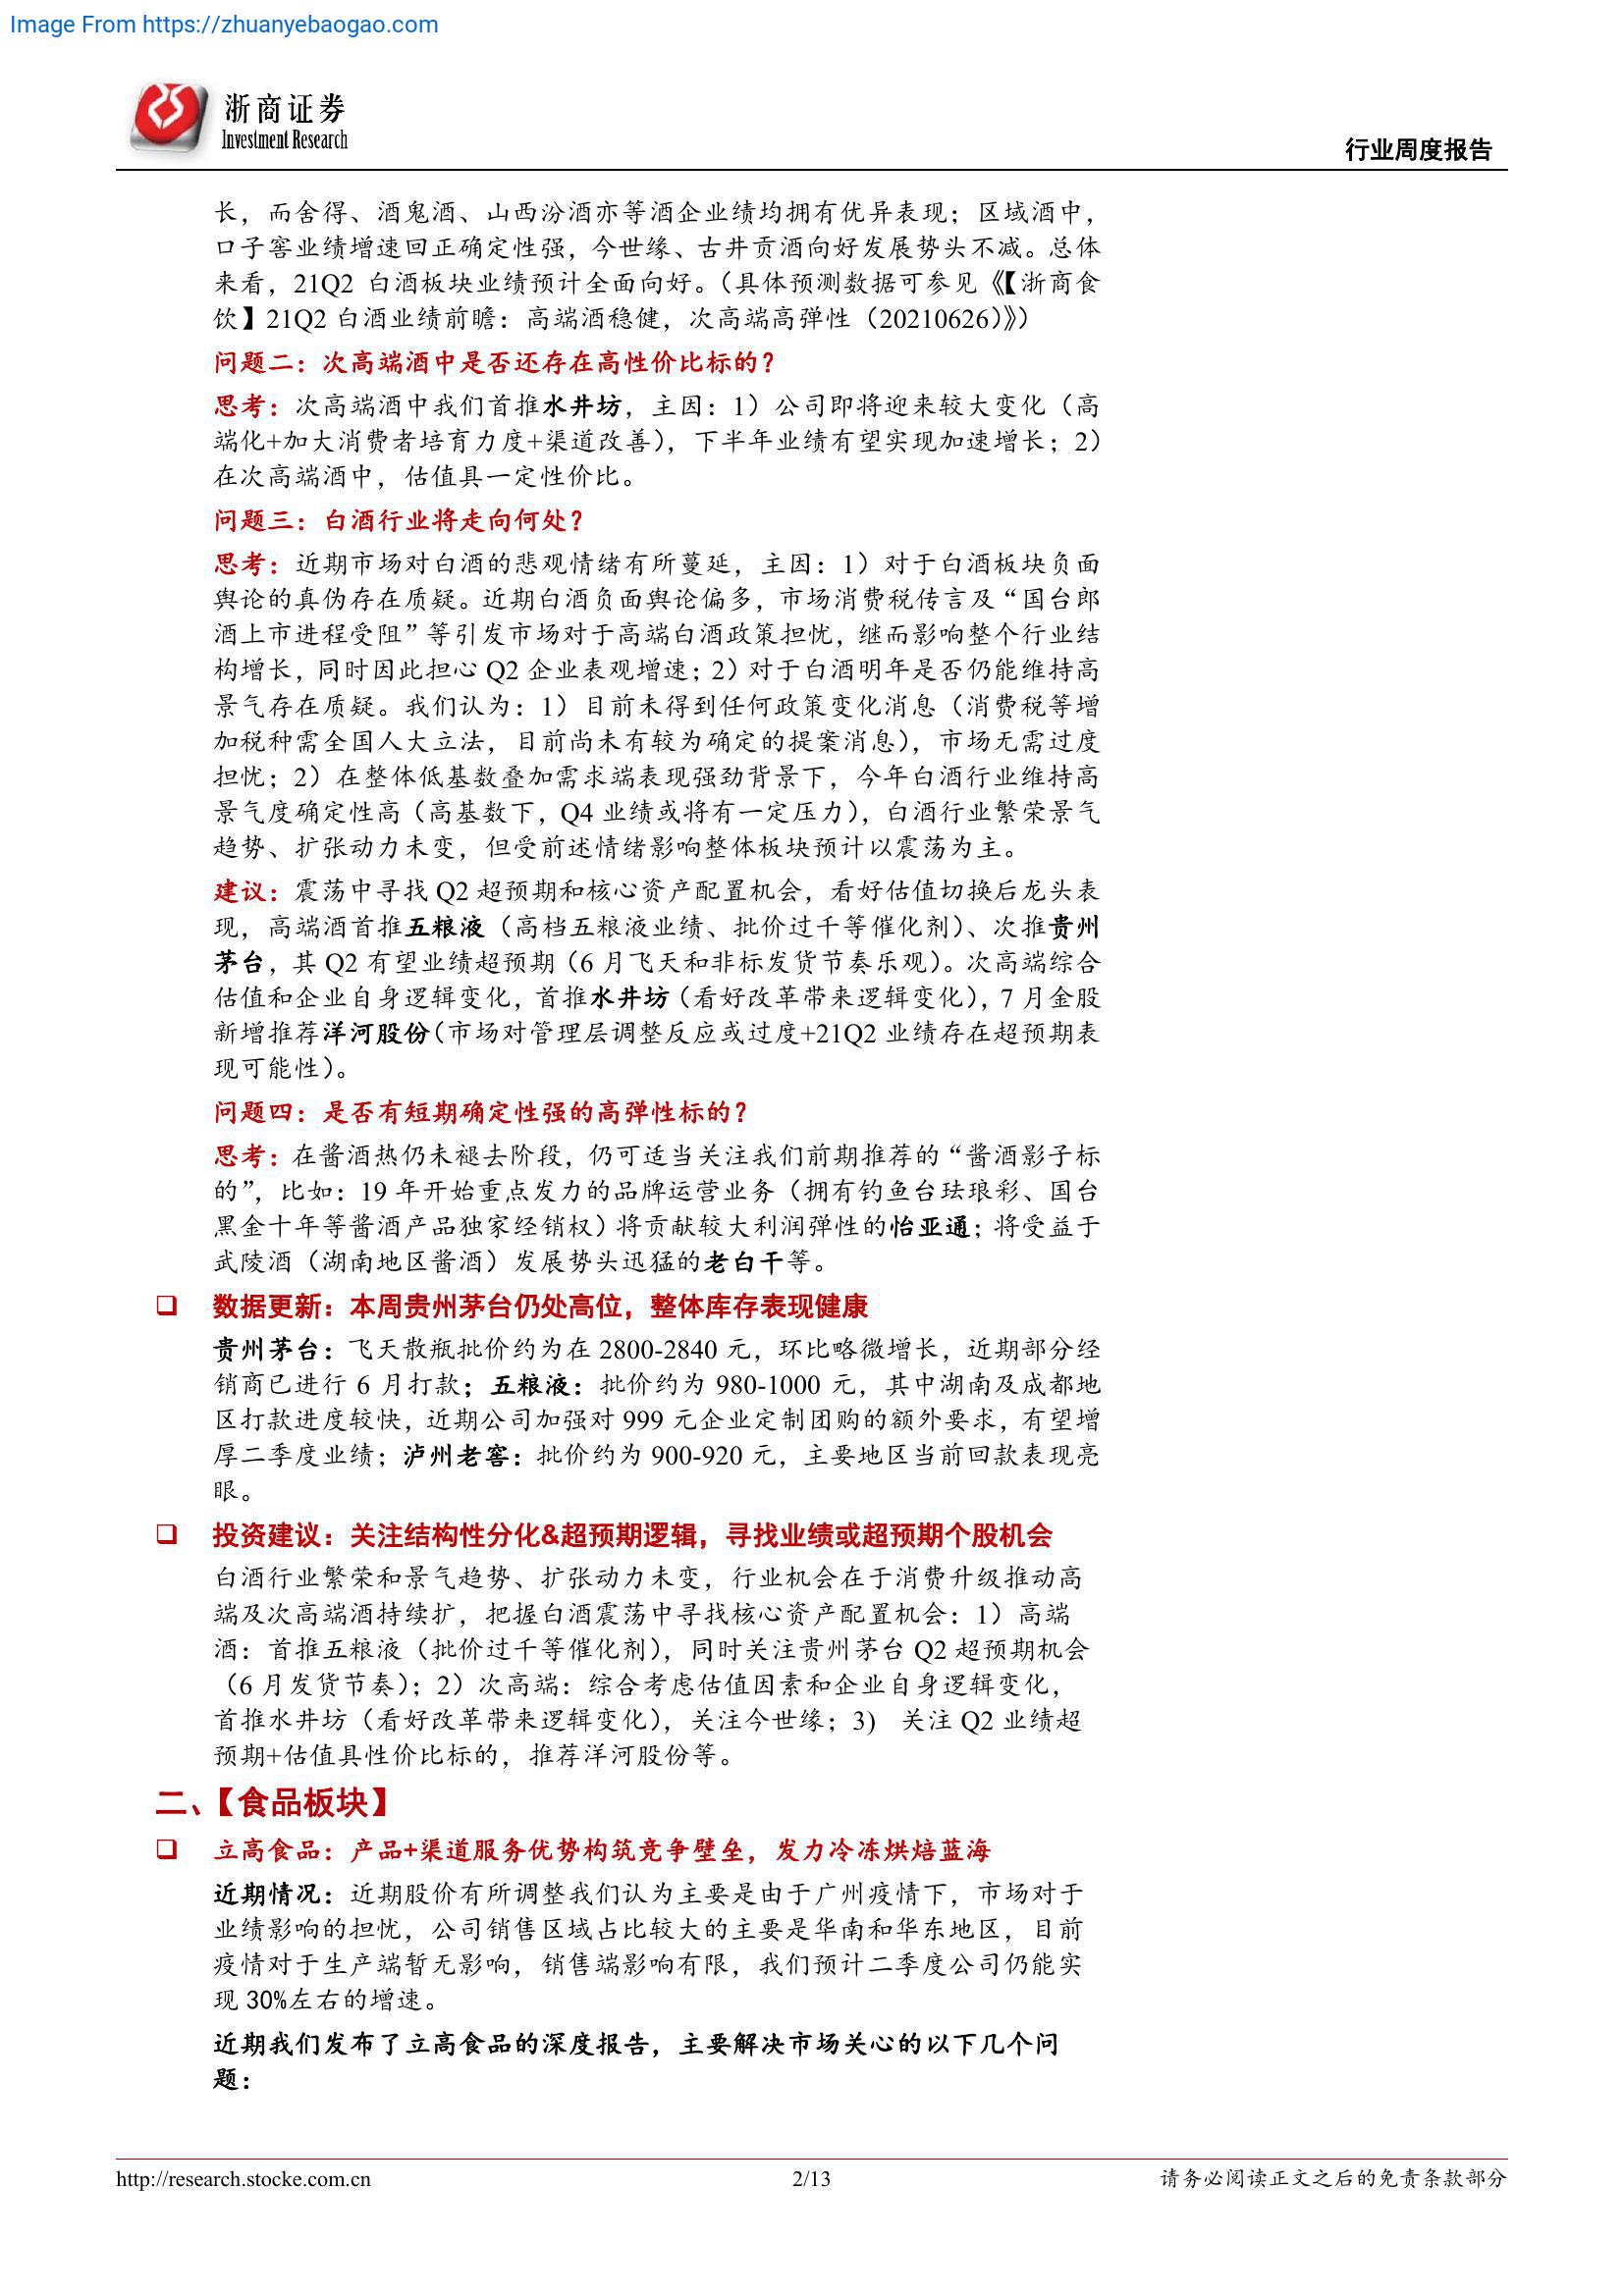 Image From https://zhuanyebaogao.com
浙商证券
Investment Research
行业周度报告
长，而舍得、酒鬼酒、山西汾酒亦等酒企业绩均拥有优异表现；区域酒中，
口子窖业绩增速回正确定性强，今世缘、古井贡酒向好发展势头不减。总体
来看，21Q2 白酒板块业绩预计全面向好。（具体预测数据可参见《【浙商食
饮】21Q2 白酒业绩前瞻：高端酒稳健，次高端高弹性（20210626）》）
问题二：次高端酒中是否还存在高性价比标的？
思考：次高端酒中我们首推水井坊，主因：1）公司即将迎来较大变化（高
端化+加大消费者培育力度+渠道改善），下半年业绩有望实现加速增长；2）
在次高端酒中，估值具一定性价比。
问题三：白酒行业将走向何处？
思考：近期市场对白酒的悲观情绪有所蔓延，主因：1）对于白酒板块负面
舆论的真伪存在质疑。近期白酒负面舆论偏多，市场消费税传言及“国台郎
酒上市进程受阻”等引发市场对于高端白酒政策担忧，继而影响整个行业结
构增长，同时因此担心 Q2 企业表观增速；2）对于白酒明年是否仍能维持高
景气存在质疑。我们认为：1）目前未得到任何政策变化消息（消费税等增
加税种需全国人大立法，目前尚未有较为确定的提案消息），市场无需过度
担忧；2）在整体低基数叠加需求端表现强劲背景下，今年白酒行业维持高
景气度确定性高（高基数下，Q4 业绩或将有一定压力），白酒行业繁荣景气
趋势、扩张动力未变，但受前述情绪影响整体板块预计以震荡为主。
建议：震荡中寻找 Q2 超预期和核心资产配置机会，看好估值切换后龙头表
现，高端酒首推五粮液（高档五粮液业绩、批价过千等催化剂）、次推贵州
茅台，其 Q2 有望业绩超预期（6 月飞天和非标发货节奏乐观）。次高端综合
估值和企业自身逻辑变化，首推水井坊（看好改革带来逻辑变化），7 月金股
新增推荐洋河股份（市场对管理层调整反应或过度+21Q2 业绩存在超预期表
现可能性）。
问题四：是否有短期确定性强的高弹性标的？
思考：在酱酒热仍未褪去阶段，仍可适当关注我们前期推荐的“酱酒影子标
的”，比如：19 年开始重点发力的品牌运营业务（拥有钓鱼台珐琅彩、国台
黑金十年等酱酒产品独家经销权）将贡献较大利润弹性的怡亚通；将受益于
武陵酒（湖南地区酱酒）发展势头迅猛的老白干等。
❑ 数据更新：本周贵州茅台仍处高位，整体库存表现健康
贵州茅台：飞天散瓶批价约为在 2800-2840 元，环比略微增长，近期部分经
销商已进行 6 月打款；五粮液：批价约为 980-1000 元，其中湖南及成都地
区打款进度较快，近期公司加强对 999 元企业定制团购的额外要求，有望增
厚二季度业绩；泸州老窖：批价约为 900-920 元，主要地区当前回款表现亮
眼。
❑ 投资建议：关注结构性分化&超预期逻辑，寻找业绩或超预期个股机会
白酒行业繁荣和景气趋势、扩张动力未变，行业机会在于消费升级推动高
端及次高端酒持续扩，把握白酒震荡中寻找核心资产配置机会：1）高端
酒：首推五粮液（批价过千等催化剂），同时关注贵州茅台 Q2 超预期机会
（6 月发货节奏）；2）次高端：综合考虑估值因素和企业自身逻辑变化，
首推水井坊（看好改革带来逻辑变化），关注今世缘；3） 关注 Q2 业绩超
预期+估值具性价比标的，推荐洋河股份等。
二、【食品板块】
❑ 立高食品：产品+渠道服务优势构筑竞争壁垒，发力冷冻烘焙蓝海
近期情况：近期股价有所调整我们认为主要是由于广州疫情下，市场对于
业绩影响的担忧，公司销售区域占比较大的主要是华南和华东地区，目前
疫情对于生产端暂无影响，销售端影响有限，我们预计二季度公司仍能实
现 30%左右的增速。
近期我们发布了立高食品的深度报告，主要解决市场关心的以下几个问
题：
http://research.stocke.com.cn
2/13
请务必阅读正文之后的免责条款部分